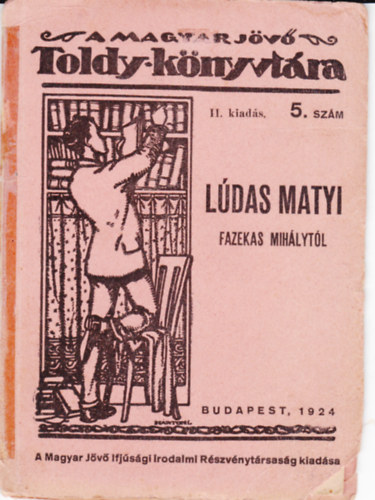 A MAGYAR JÖVŐ
Toldy-könyvtára
II. kiadás. 5. SZÁM
LÚDAS MATYI
FAZEKAS MIHÁLYTÓL
BUDAPEST, 1924
A Magyar Jövő Ifjúsági Irodalmi Részvénytársaság kiadása